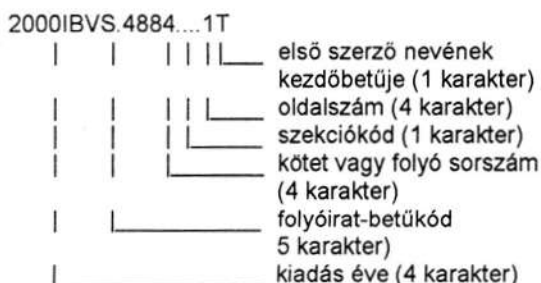 2000IBVS.4884....1T
első szerző nevének
kezdőbetűje (1 karakter)
oldalszám (4 karakter)
szekciókód (1 karakter)
kötet vagy folyó sorszám
(4 karakter)
folyóirat-betűkód
5 karakter)
kiadás éve (4 karakter)